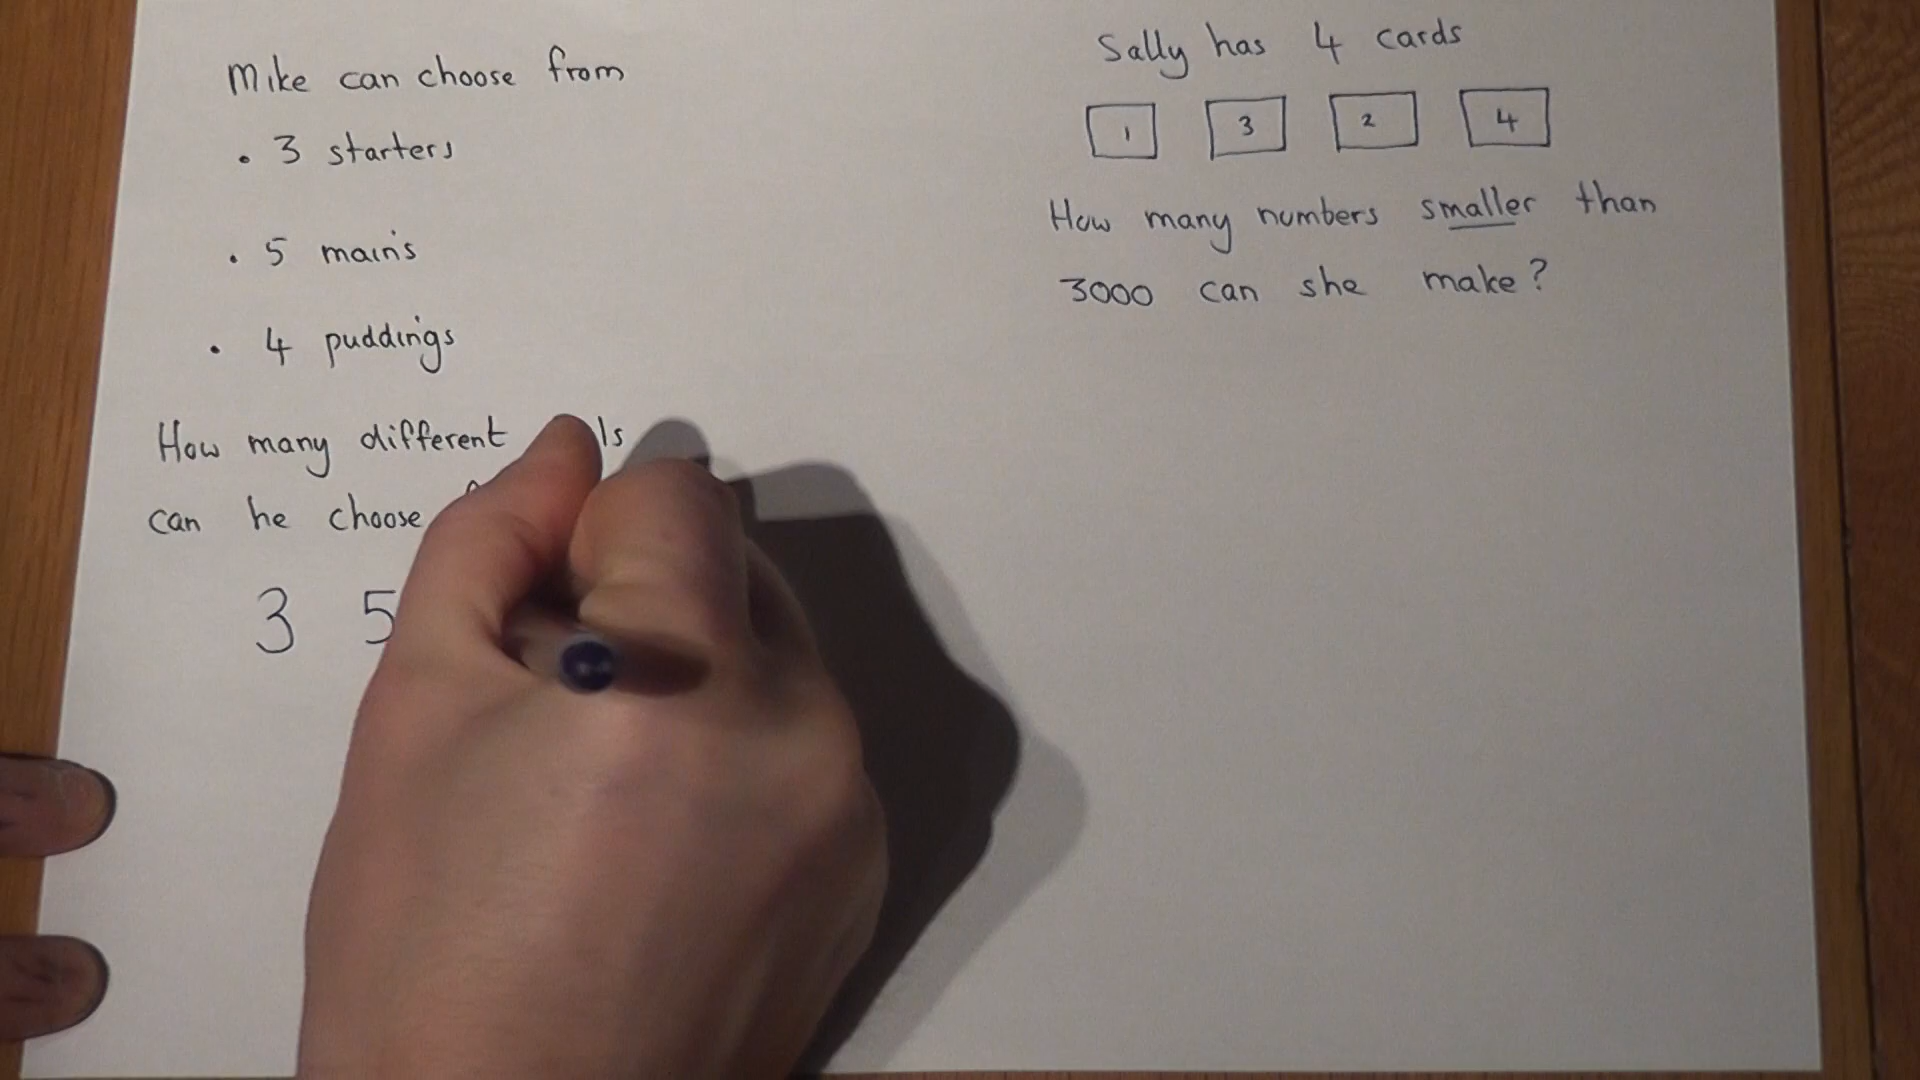 Mike can choose from
• 3 starters
• 5 mains
• 4 puddings
How many different
can he choose
3 5
Sally has 4 cards
1 3 2 4
How many numbers smaller than
3000 can she make?